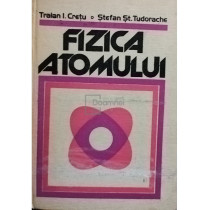 Traian I. Crețu • Ștefan Șt. Tudorache
FIZICA
ATOMULUI